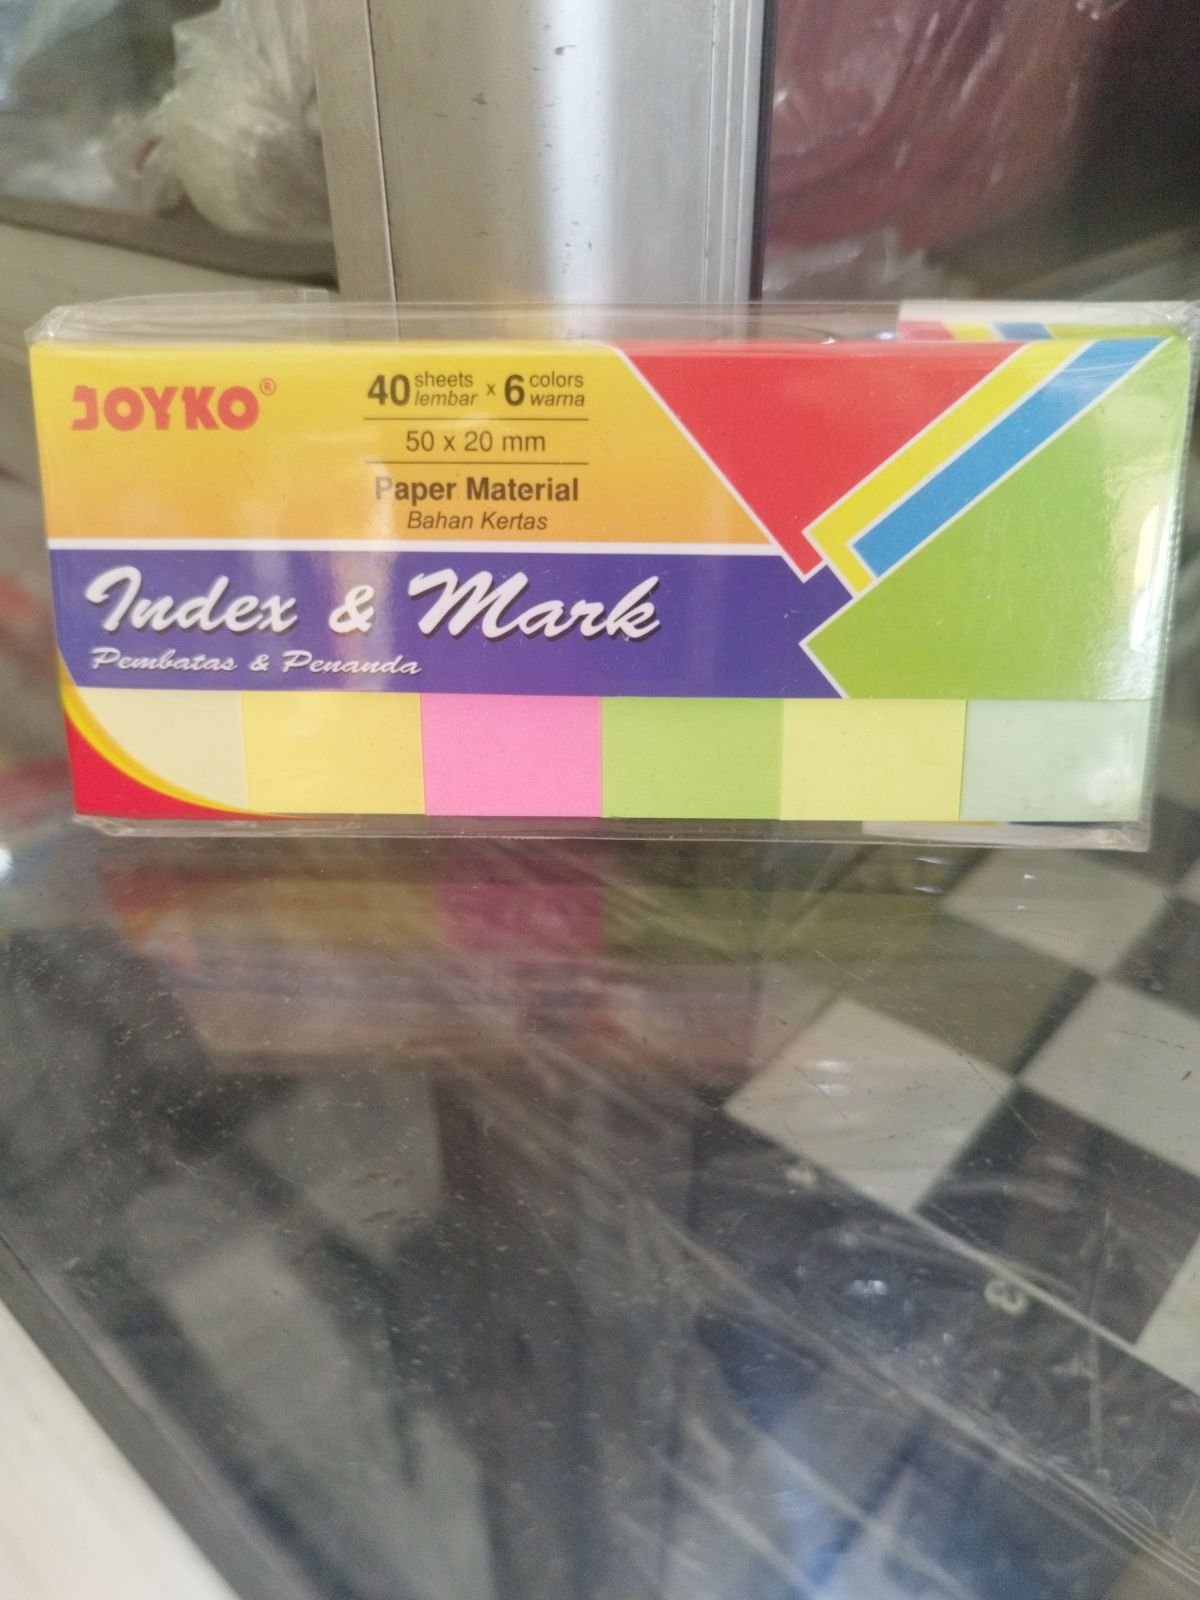 JOYKO®
40 sheets lembar x 6 colors warna
50 x 20 mm
Paper Material
Bahan Kertas
Index & Mark
Pembatas & Penanda